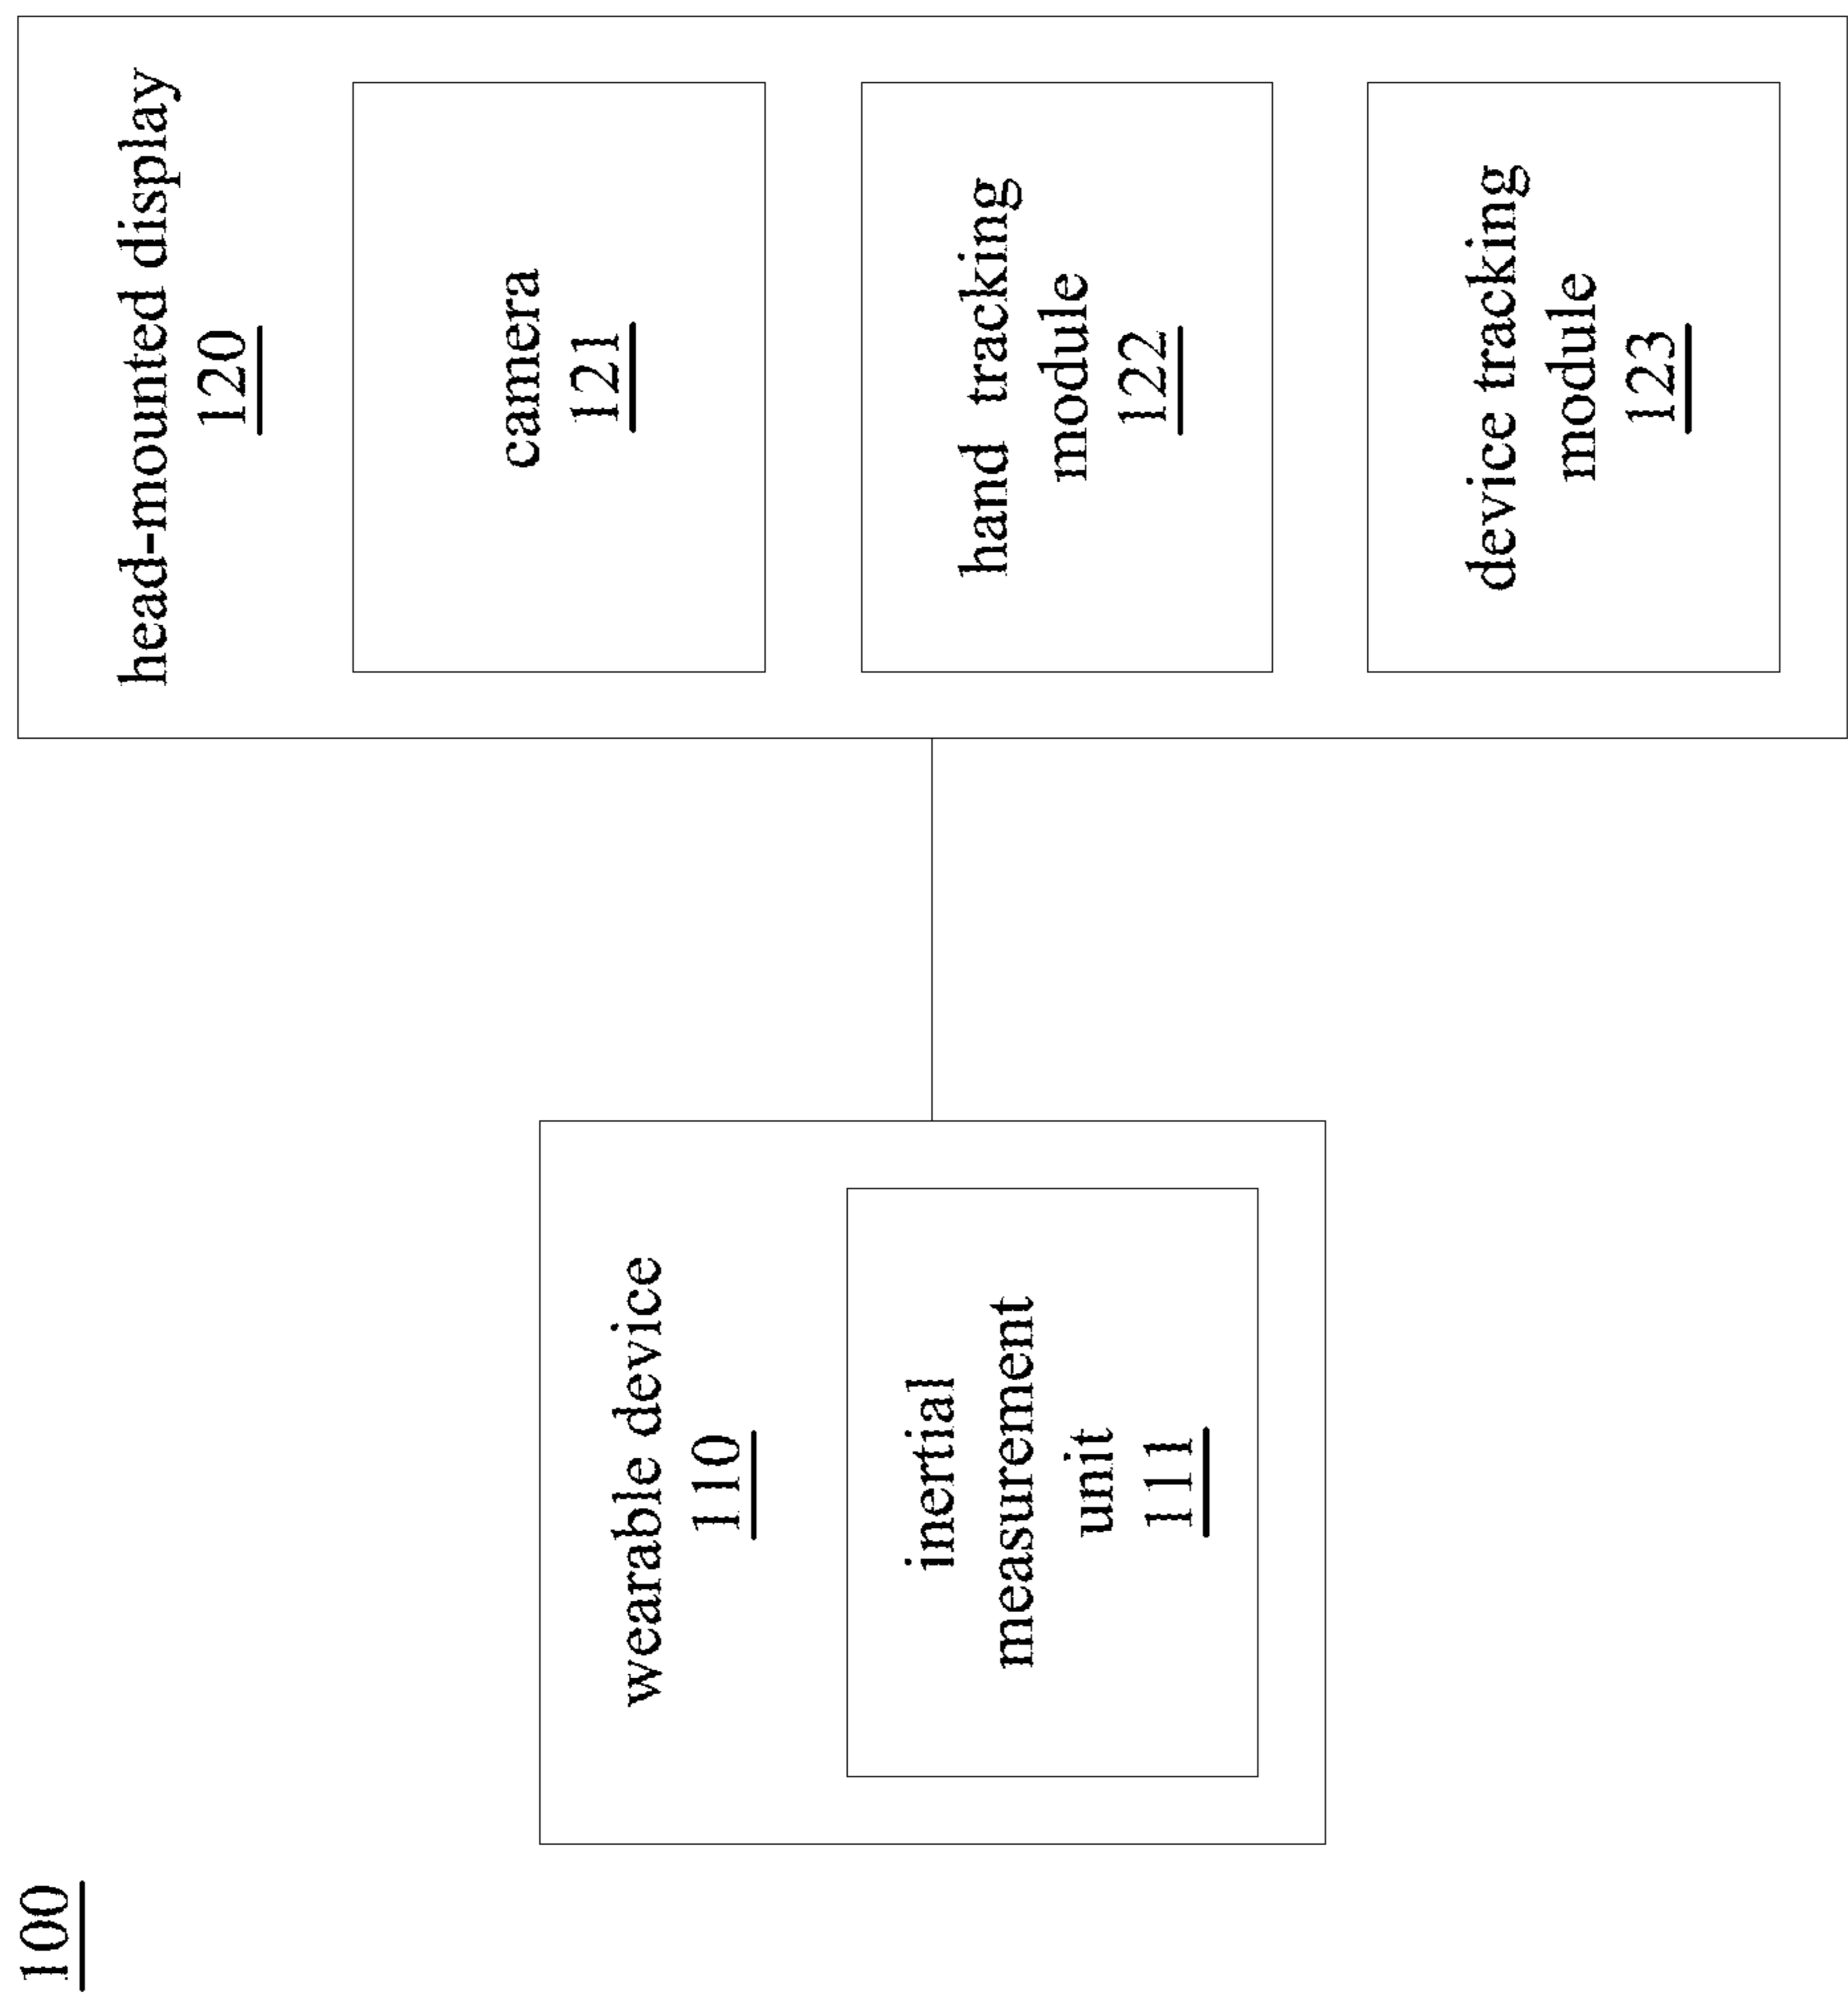 100
wearable device
110
inertial
measurement
unit
111
head-mounted display
120
camera
121
hand tracking
module
122
device tracking
module
123